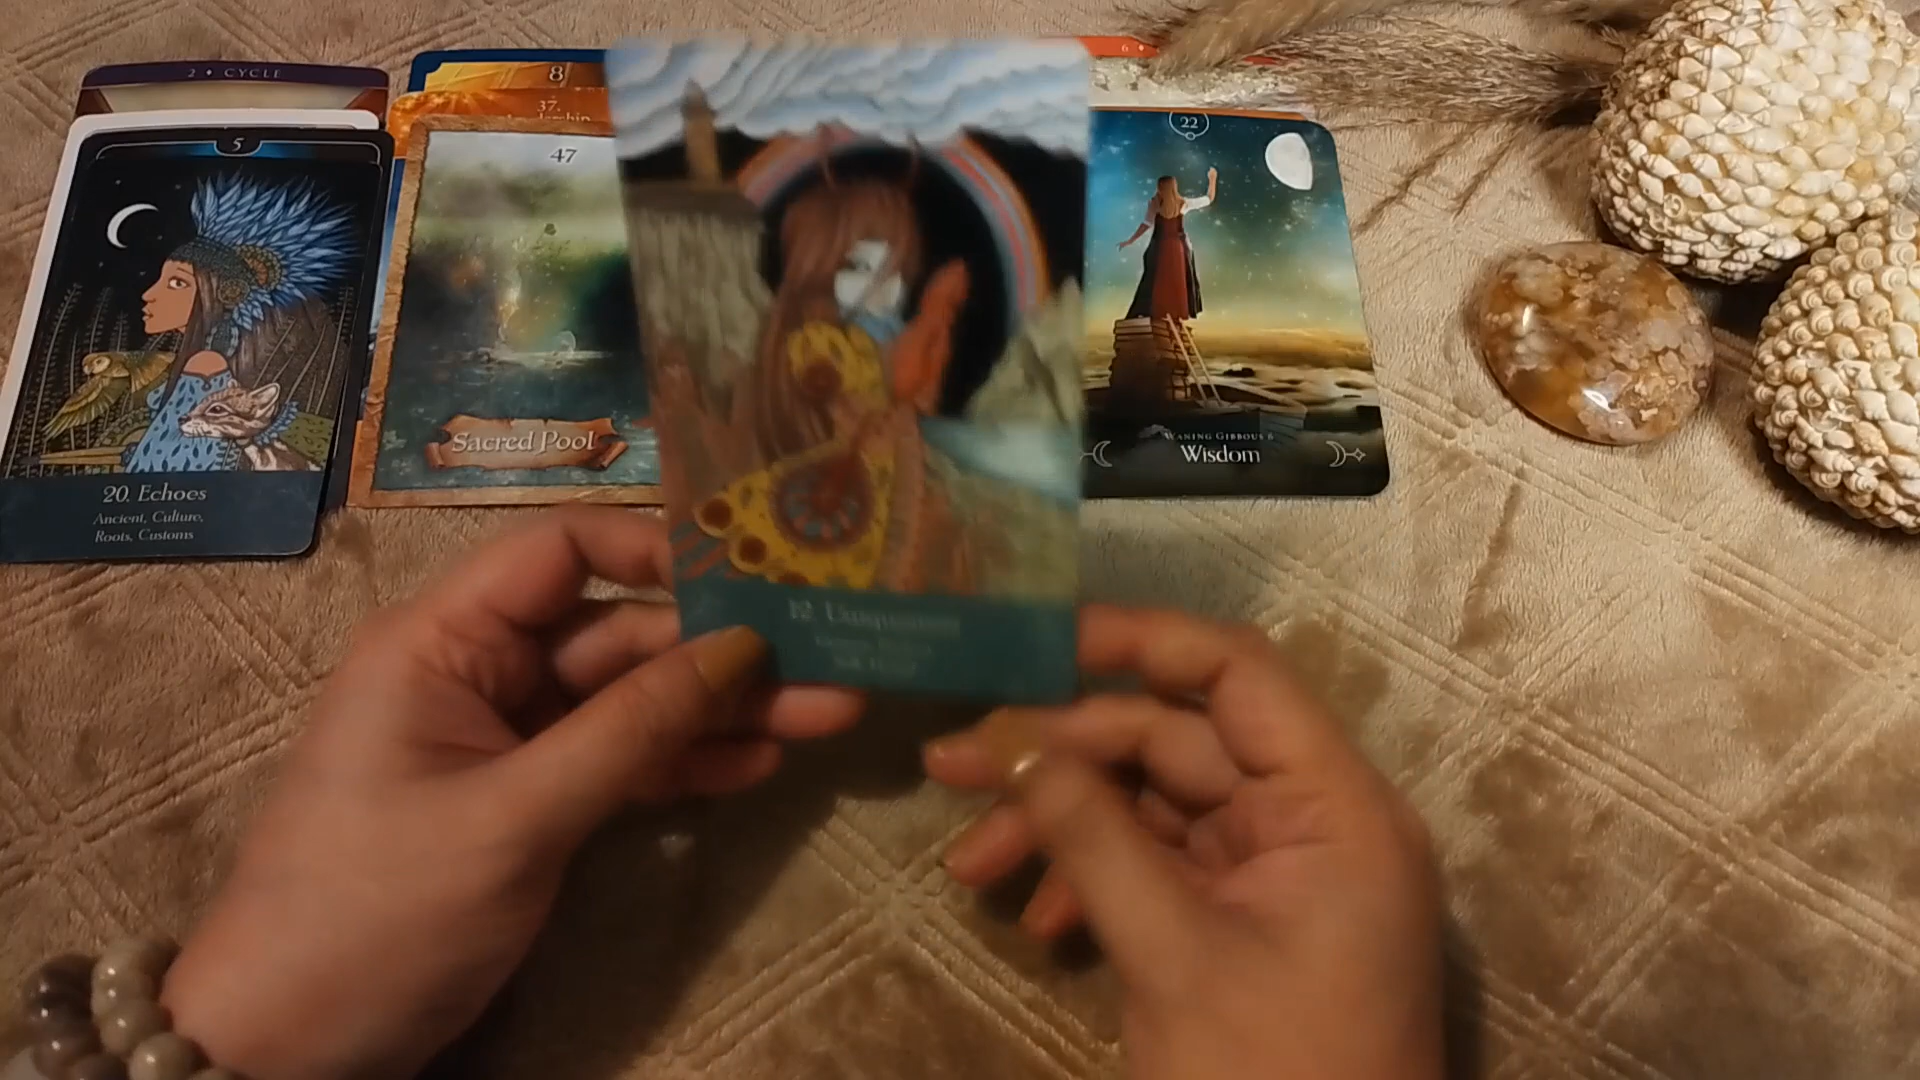 2 • CYCLE
5
20. Echoes
Ancient, Culture,
Roots, Customs
8
37.
47
Sacred Pool
6
22
WANING GIBBOUS
Wisdom
12.